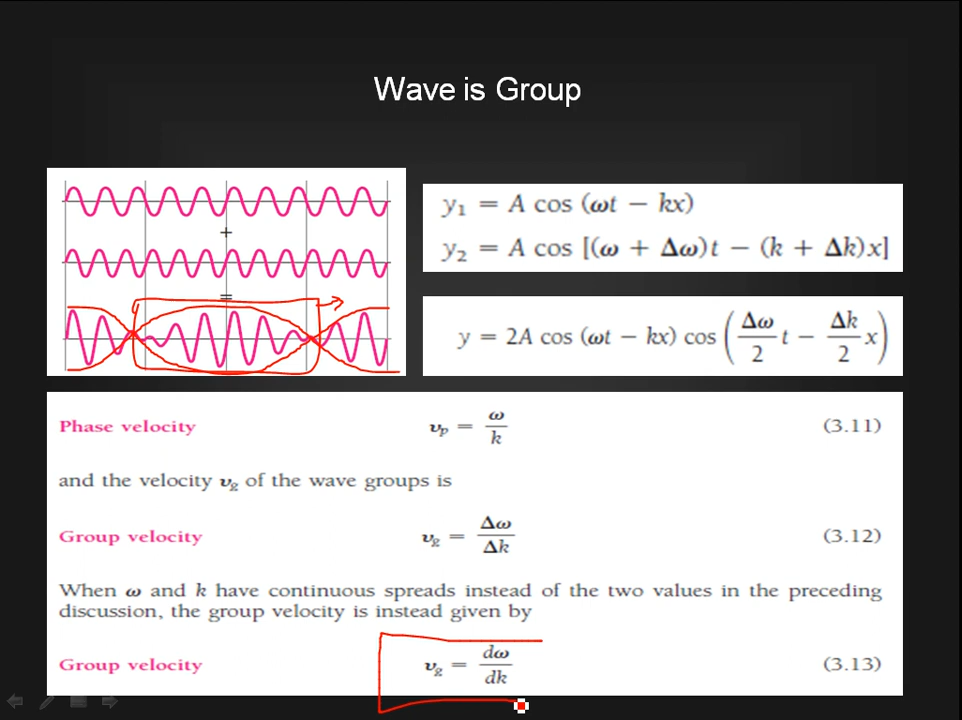 Wave is Group
+
=
y₁ = A cos (ωt − kx)
y₂ = A cos [(ω + Δω)t − (k + Δk)x]
y = 2A cos (ωt − kx) cos (Δω/2 t − Δk/2 x)
Phase velocity v_p = ω/k (3.11)
and the velocity v_g of the wave groups is
Group velocity v_g = Δω/Δk (3.12)
When ω and k have continuous spreads instead of the two values in the preceding
discussion, the group velocity is instead given by
Group velocity v_g = dω/dk (3.13)